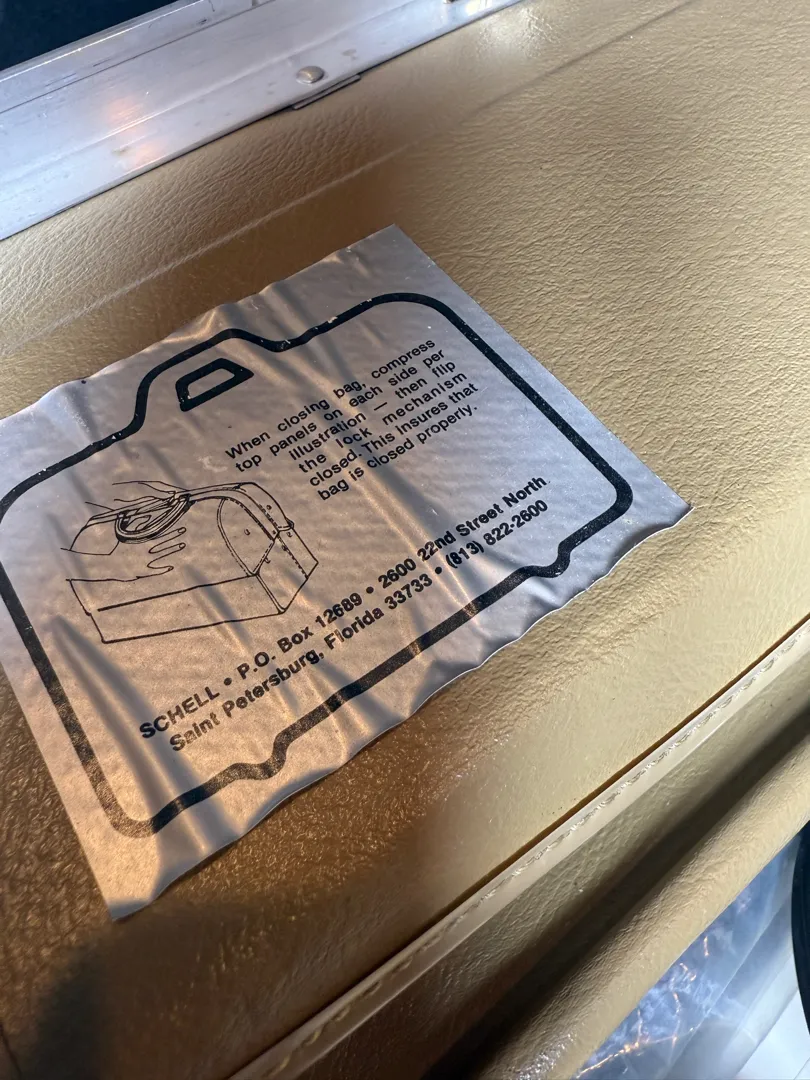 When closing bag, compress
top panels on each side per
illustration — then flip
the lock mechanism
closed. This insures that
bag is closed properly.
SCHELL • P.O. Box 12689 • 2600 22nd Street North
Saint Petersburg, Florida 33733 • (813) 822-2600